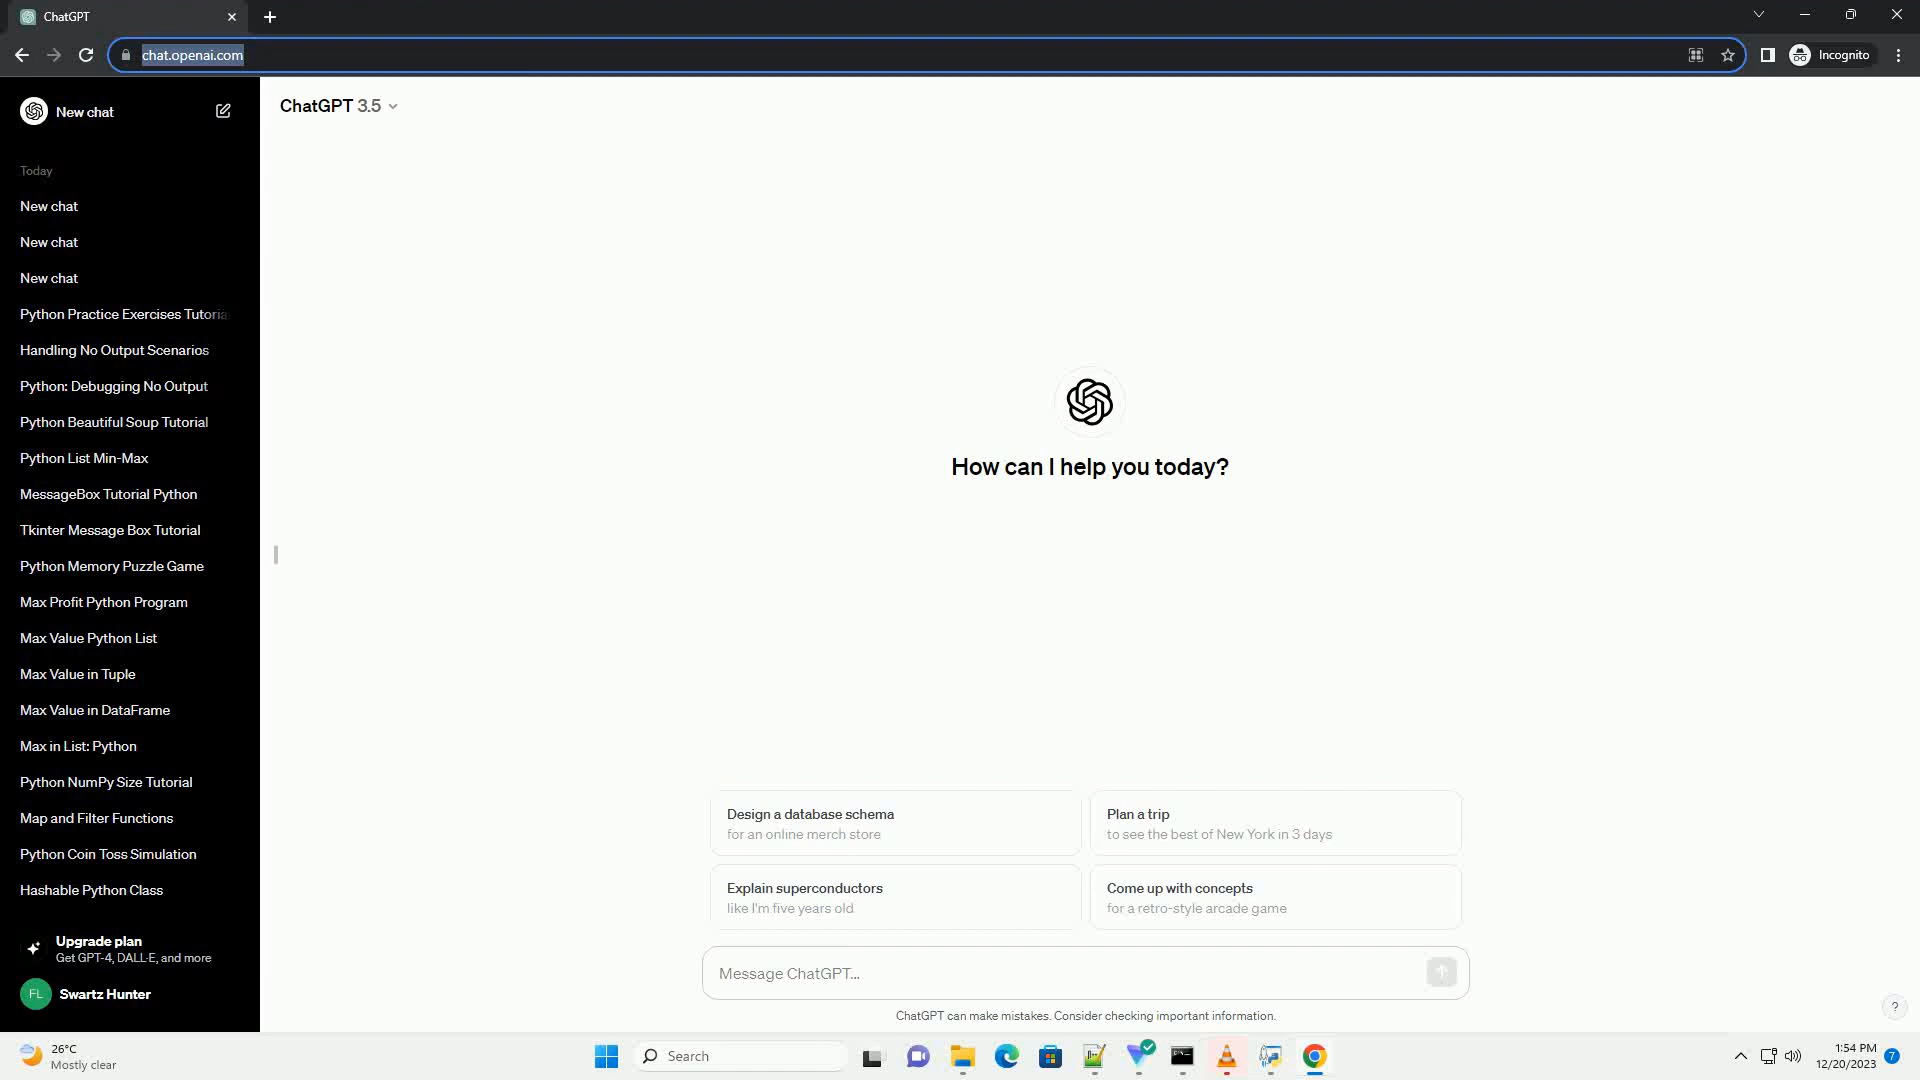 ChatGPT
chat.openai.com
Incognito
New chat
Today
New chat
New chat
New chat
Python Practice Exercises Tutoria
Handling No Output Scenarios
Python: Debugging No Output
Python Beautiful Soup Tutorial
Python List Min-Max
MessageBox Tutorial Python
Tkinter Message Box Tutorial
Python Memory Puzzle Game
Max Profit Python Program
Max Value Python List
Max Value in Tuple
Max Value in DataFrame
Max in List: Python
Python NumPy Size Tutorial
Map and Filter Functions
Python Coin Toss Simulation
Hashable Python Class
Upgrade plan
Get GPT-4, DALL·E, and more
FL Swartz Hunter
ChatGPT 3.5
How can I help you today?
Design a database schema
for an online merch store
Plan a trip
to see the best of New York in 3 days
Explain superconductors
like I'm five years old
Come up with concepts
for a retro-style arcade game
Message ChatGPT...
ChatGPT can make mistakes. Consider checking important information.
?
26°C
Mostly clear
Search
1:54 PM
12/20/2023
7